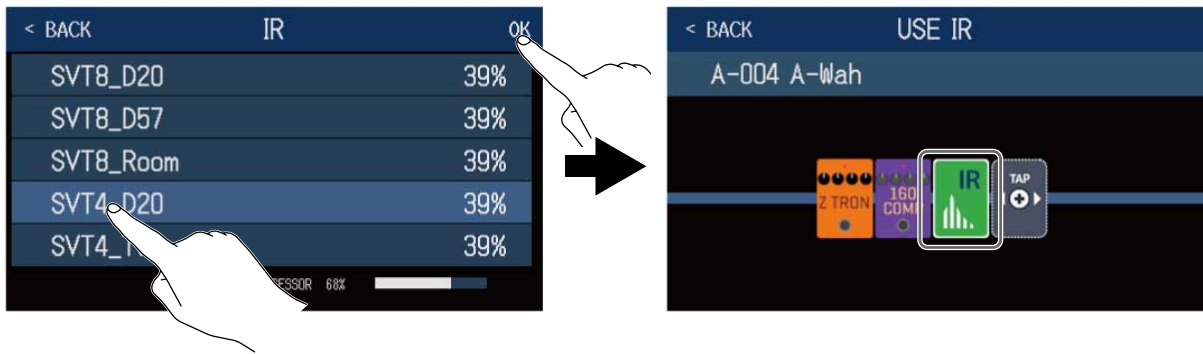 < BACK IR OK
SVT8_D20 39%
SVT8_D57 39%
SVT8_Room 39%
SVT4_D20 39%
39%
68%
< BACK USE IR
A-004 A-Wah
Z TRON
160
COMP
IR
TAP